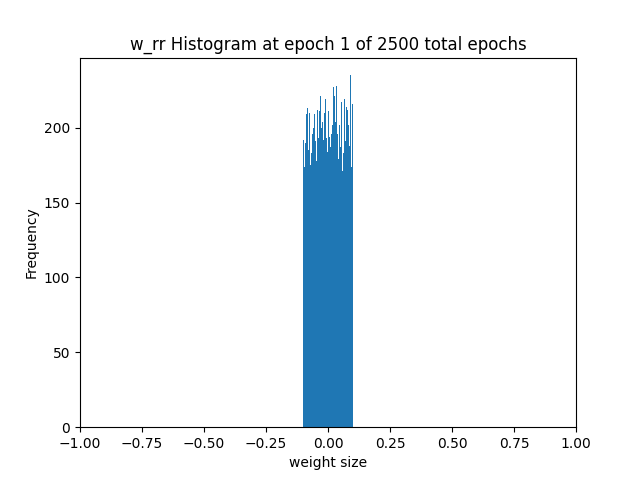 w_rr Histogram at epoch 1 of 2500 total epochs
Frequency
200
150
100
50
0
−1.00 −0.75 −0.50 −0.25 0.00 0.25 0.50 0.75 1.00
weight size